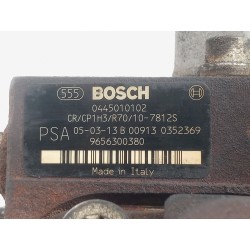 555 BOSCH
0445010102
CR/CP1H3/R70/10-7812S
PSA 05-03-13 B 00913 0352369
9656300380
Made in Italy